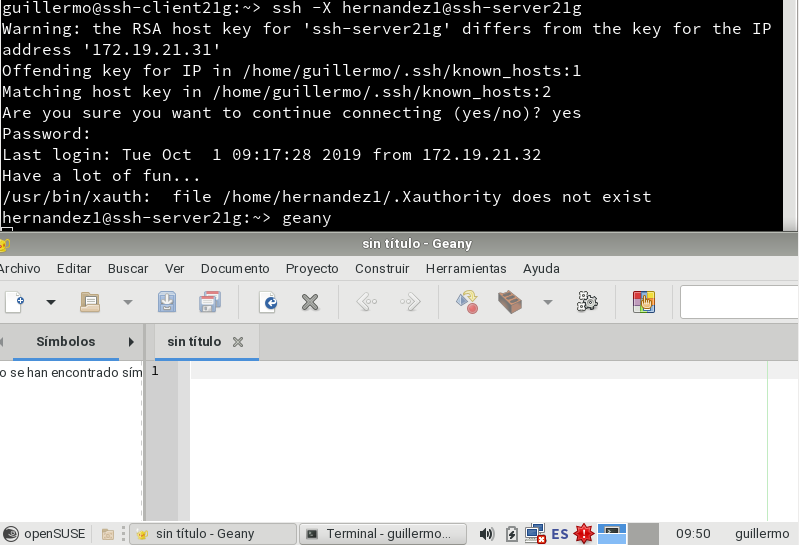 guillermo@ssh-client21g:~> ssh -X hernandez1@ssh-server21g
Warning: the RSA host key for 'ssh-server21g' differs from the key for the IP
address '172.19.21.31'
Offending key for IP in /home/guillermo/.ssh/known_hosts:1
Matching host key in /home/guillermo/.ssh/known_hosts:2
Are you sure you want to continue connecting (yes/no)? yes
Password:
Last login: Tue Oct  1 09:17:28 2019 from 172.19.21.32
Have a lot of fun...
/usr/bin/xauth:  file /home/hernandez1/.Xauthority does not exist
hernandez1@ssh-server21g:~> geany
sin título - Geany
Archivo Editar Buscar Ver Documento Proyecto Construir Herramientas Ayuda
Símbolos sin título
o se han encontrado sím 1
openSUSE sin título - Geany Terminal - guillermo... ES 09:50 guillermo